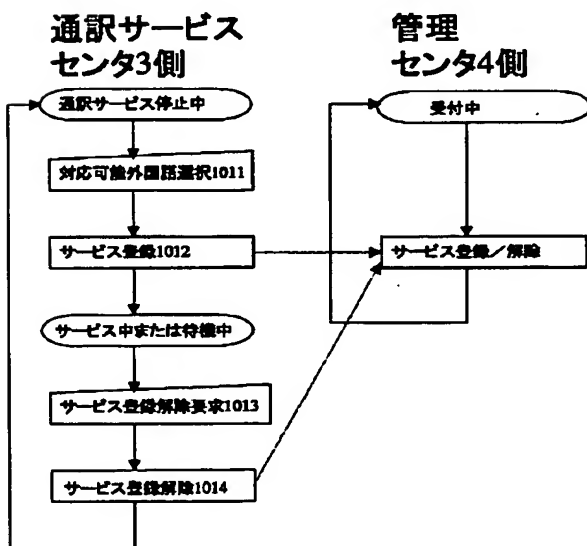 通訳サービス
センタ3側
通訳サービス停止中
対応可能外国語選択1011
サービス登録1012
サービス中または待機中
サービス登録解除要求1013
サービス登録解除1014
管理
センタ4側
受付中
サービス登録／解除